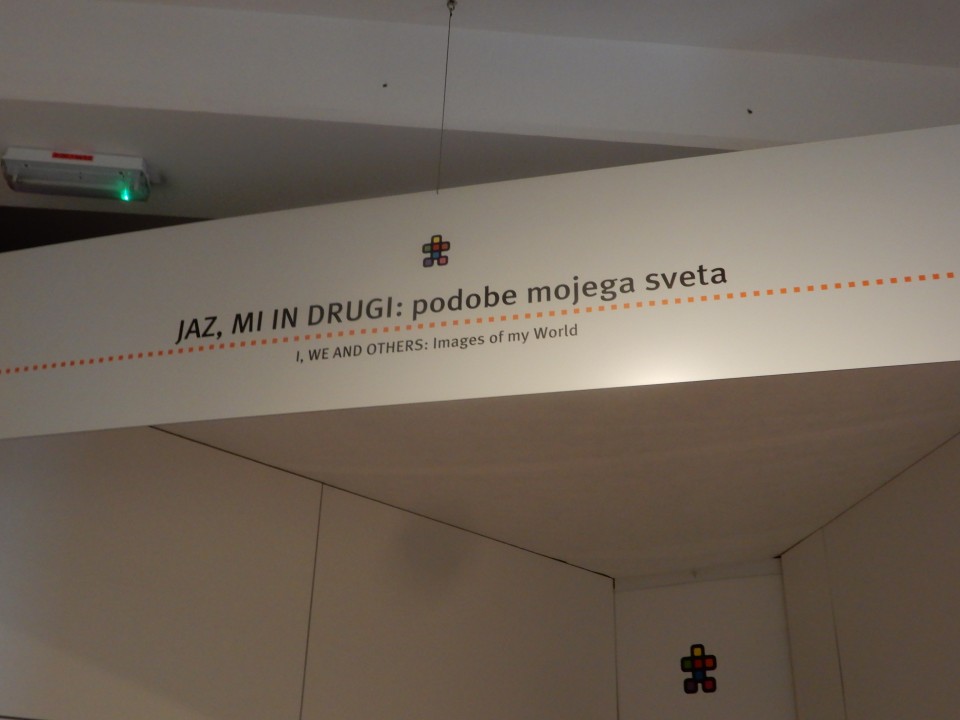 JAZ, MI IN DRUGI: podobe mojega sveta
I, WE AND OTHERS: Images of my World